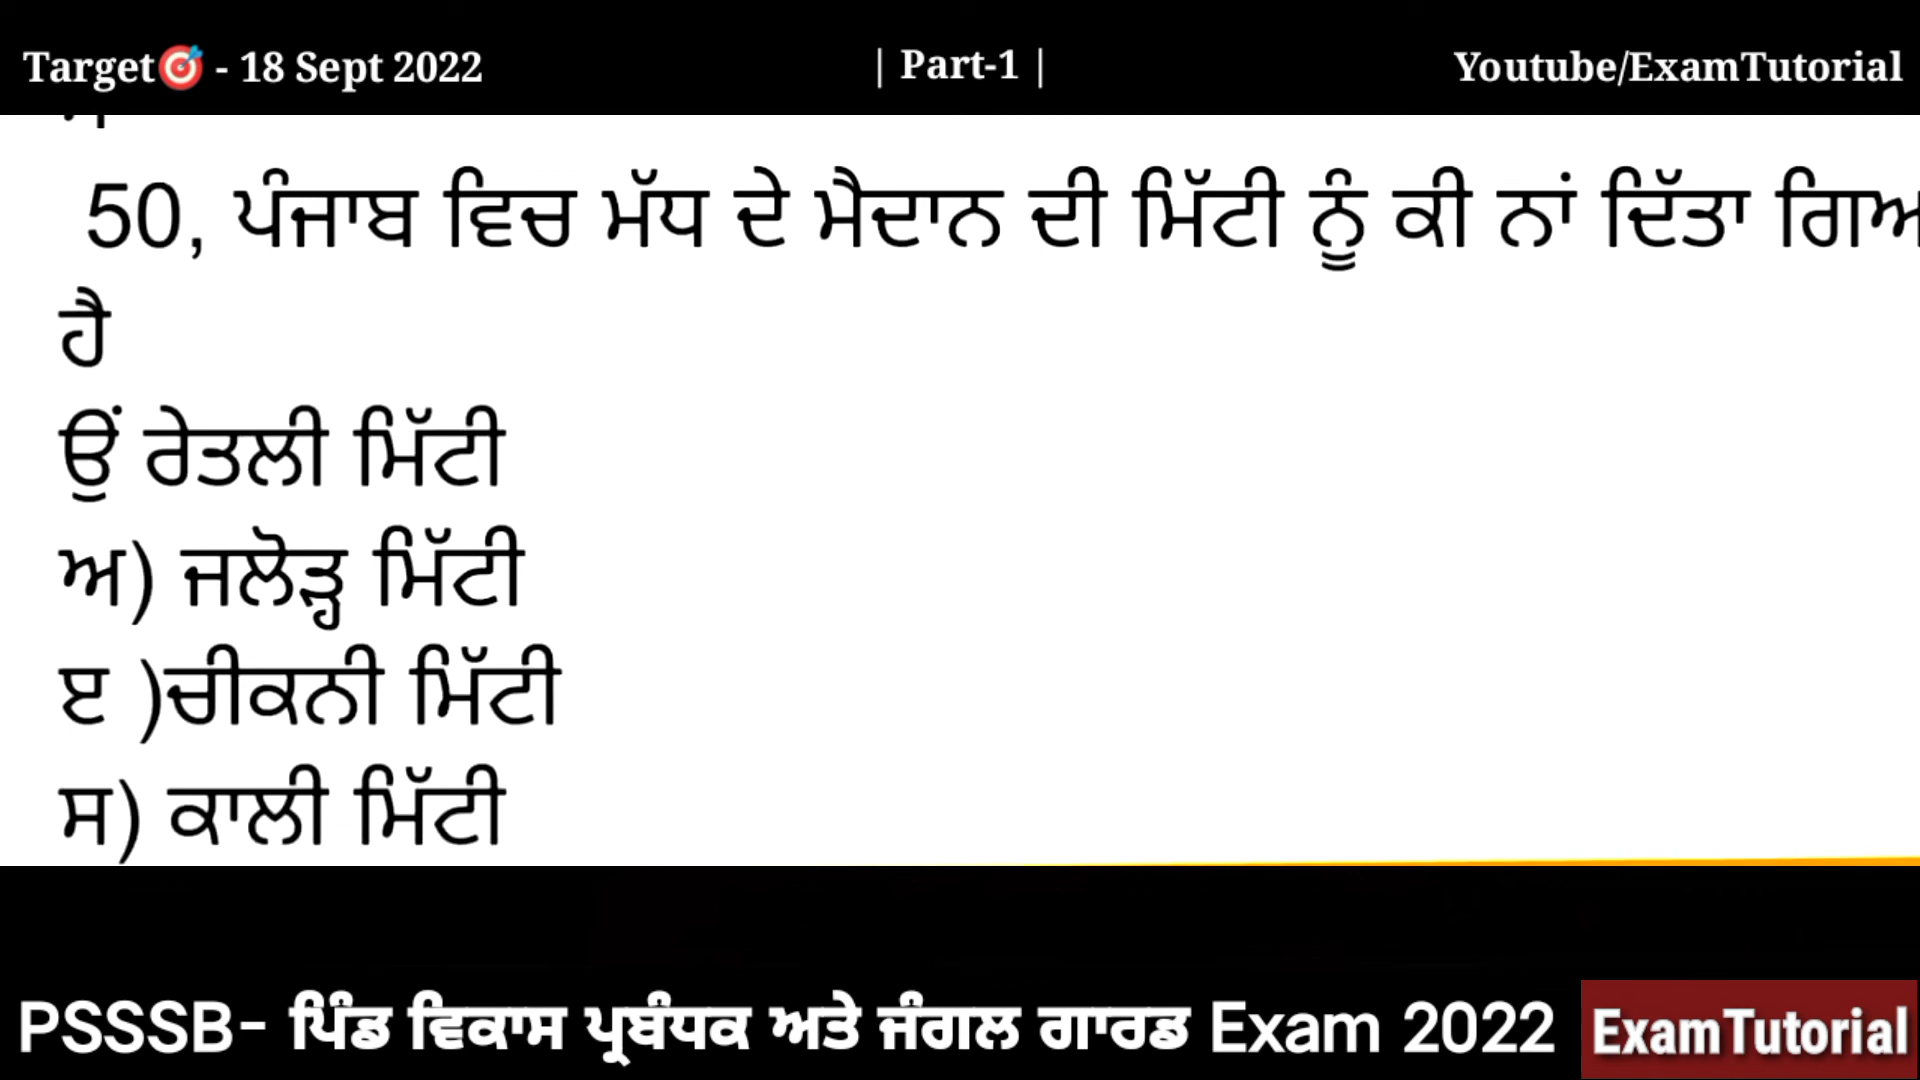 Target🎯 - 18 Sept 2022
| Part-1 |
Youtube/ExamTutorial
50, ਪੰਜਾਬ ਵਿਚ ਮੱਧ ਦੇ ਮੈਦਾਨ ਦੀ ਮਿੱਟੀ ਨੂੰ ਕੀ ਨਾਂ ਦਿੱਤਾ
ਹੈ
ਉਂ ਰੇਤਲੀ ਮਿੱਟੀ
ਅ) ਜਲੋੜ੍ਹ ਮਿੱਟੀ
ੲ )ਚੀਕਨੀ ਮਿੱਟੀ
ਸ) ਕਾਲੀ ਮਿੱਟੀ
PSSSB- ਪਿੰਡ ਵਿਕਾਸ ਪ੍ਰਬੰਧਕ ਅਤੇ ਜੰਗਲ ਗਾਰਡ Exam 2022
ExamTutorial